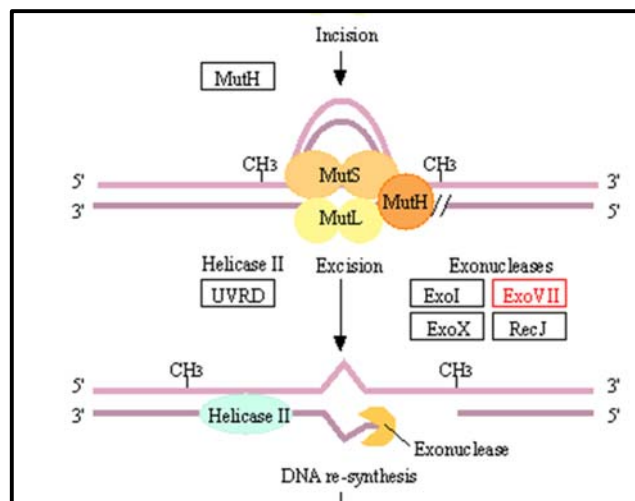 Incision
MutH
CH3
CH3
5'
MutS
3'
3'
MutL
MutH
5'
Helicase II
Excision
Exonucleases
UVRD
ExoI
ExoVII
ExoX
RecJ
CH3
CH3
5'
3'
3'
Helicase II
5'
Exonuclease
DNA re-synthesis